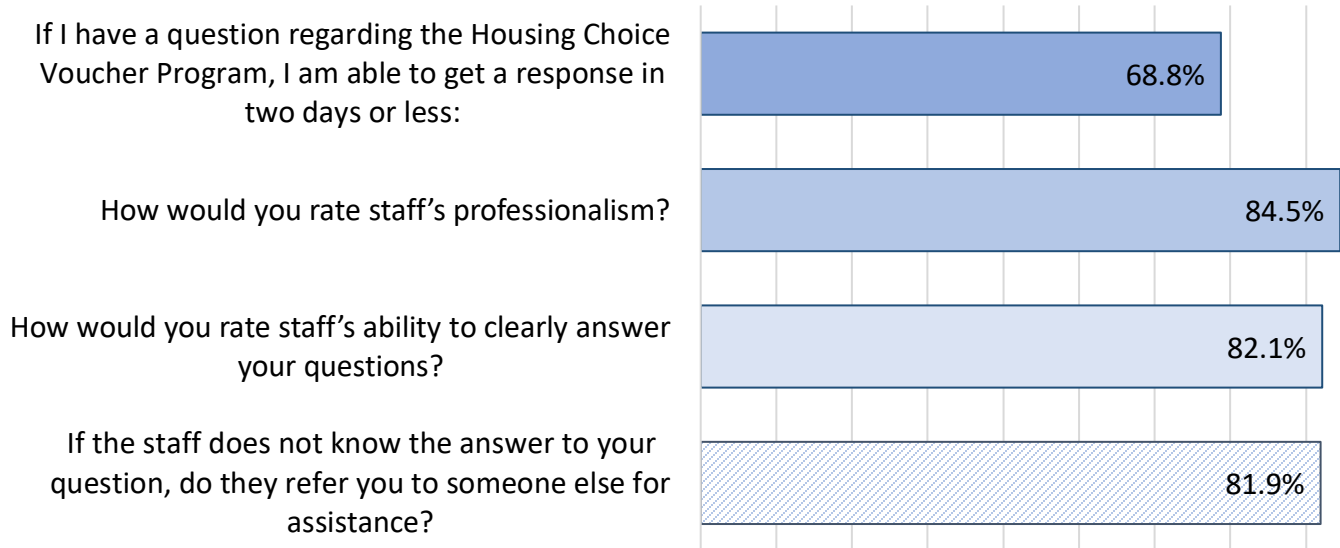 If I have a question regarding the Housing Choice
Voucher Program, I am able to get a response in
two days or less:
68.8%
How would you rate staff’s professionalism?
84.5%
How would you rate staff’s ability to clearly answer
your questions?
82.1%
If the staff does not know the answer to your
question, do they refer you to someone else for
assistance?
81.9%